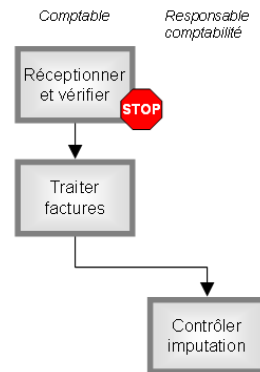 Comptable
Responsable
comptabilité
Réceptionner
et vérifier
STOP
Traiter
factures
Contrôler
imputation